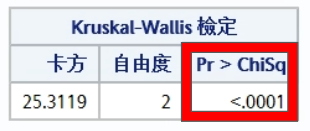 Kruskal-Wallis 檢定
卡方 自由度 Pr > ChiSq
25.3119 2 <.0001